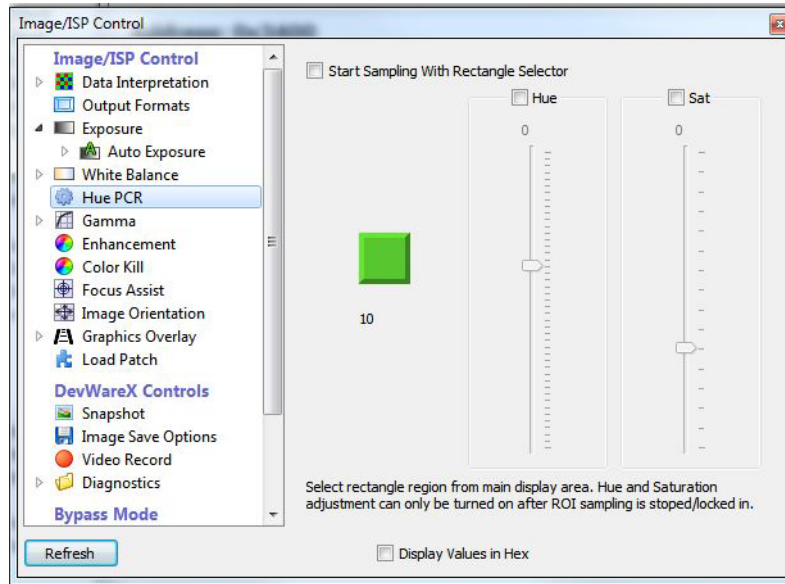 Image/ISP Control
Image/ISP Control
Data Interpretation
Output Formats
Exposure
Auto Exposure
White Balance
Hue PCR
Gamma
Enhancement
Color Kill
Focus Assist
Image Orientation
Graphics Overlay
Load Patch
DevWareX Controls
Snapshot
Image Save Options
Video Record
Diagnostics
Bypass Mode
Start Sampling With Rectangle Selector
Hue
Sat
0
0
10
Select rectangle region from main display area. Hue and Saturation
adjustment can only be turned on after ROI sampling is stoped/locked in.
Refresh
Display Values in Hex